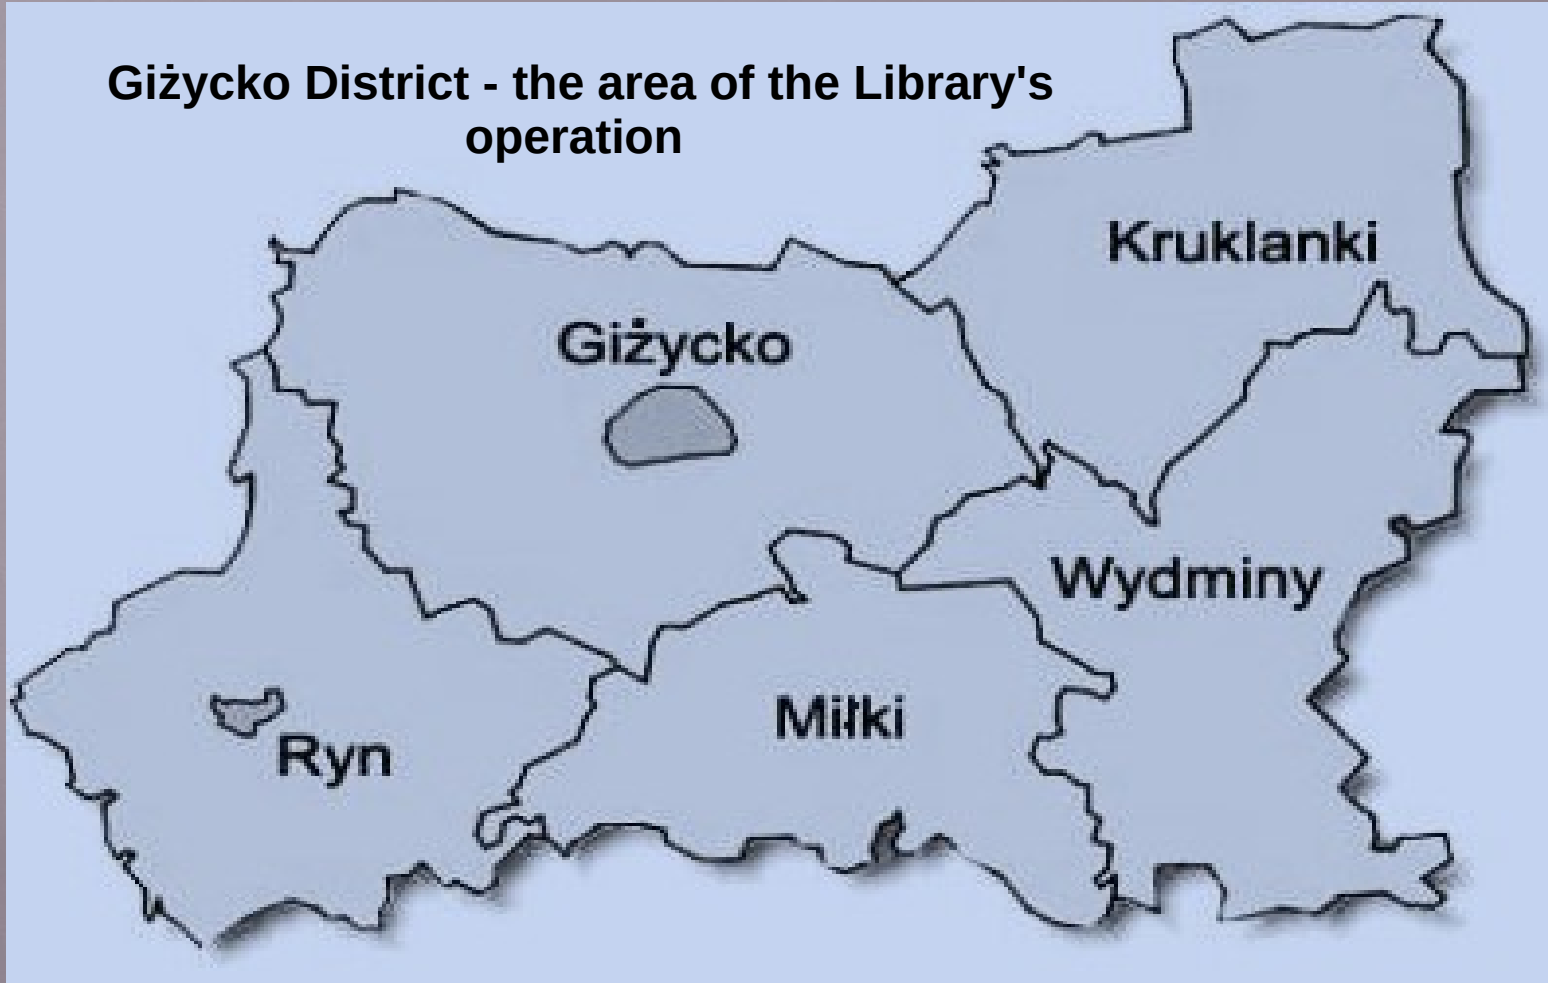 Giżycko District - the area of the Library's
operation
Kruklanki
Giżycko
Wydminy
Miłki
Ryn